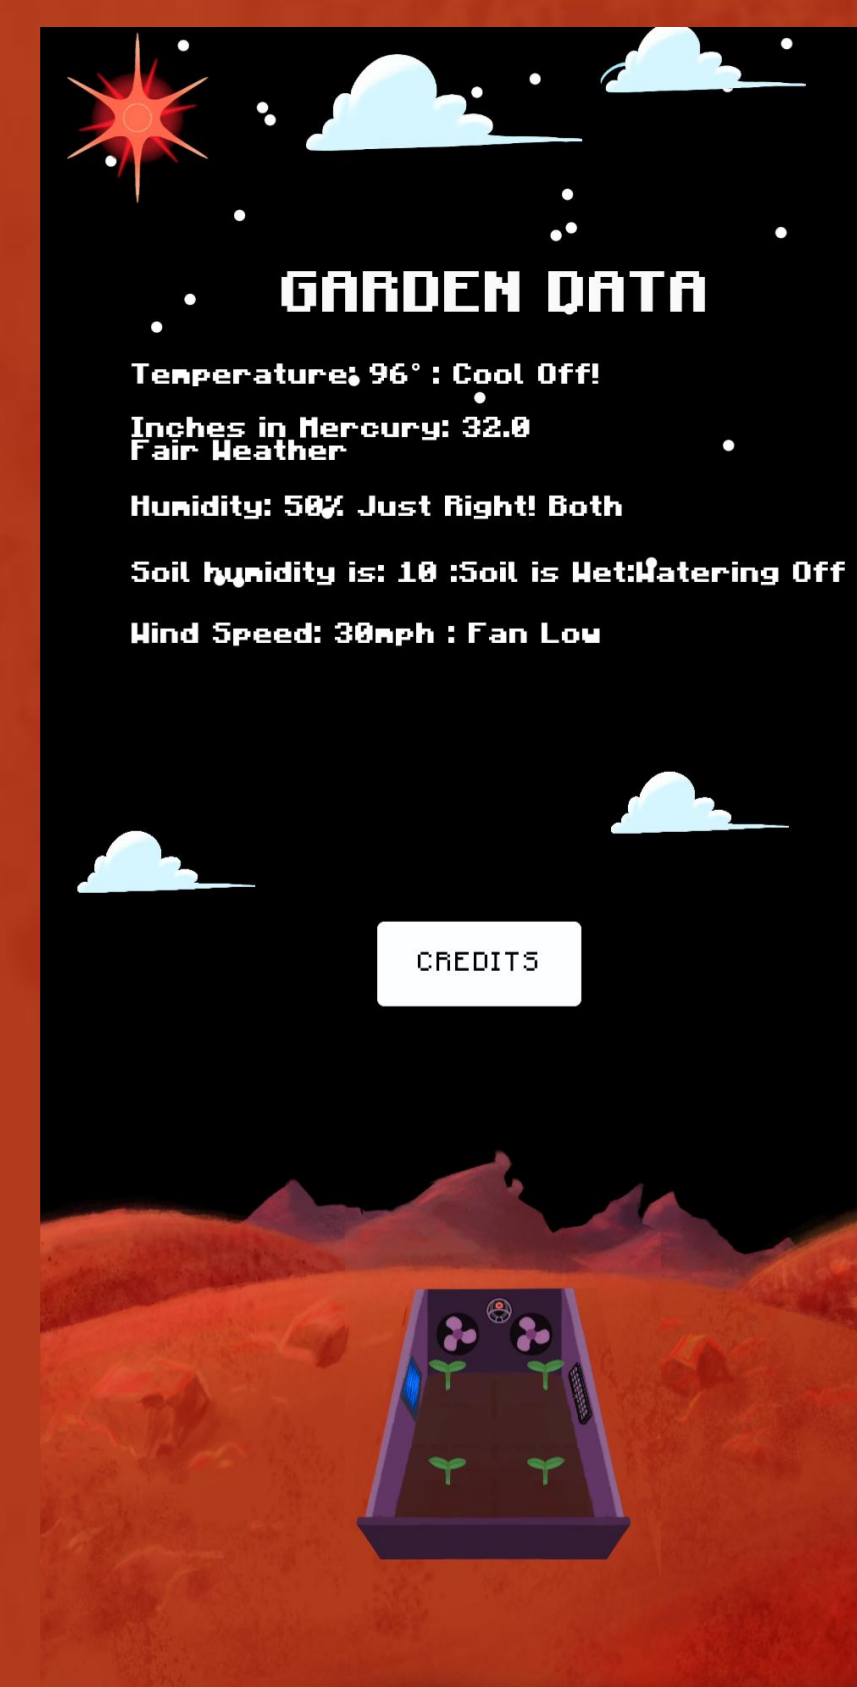 GARDEN DATA
Temperature: 96° : Cool Off!
Inches in Mercury: 32.0
Fair Weather
Humidity: 50% Just Right! Both
Soil humidity is: 10 :Soil is Wet:Watering Off
Wind Speed: 30mph : Fan Low
CREDITS